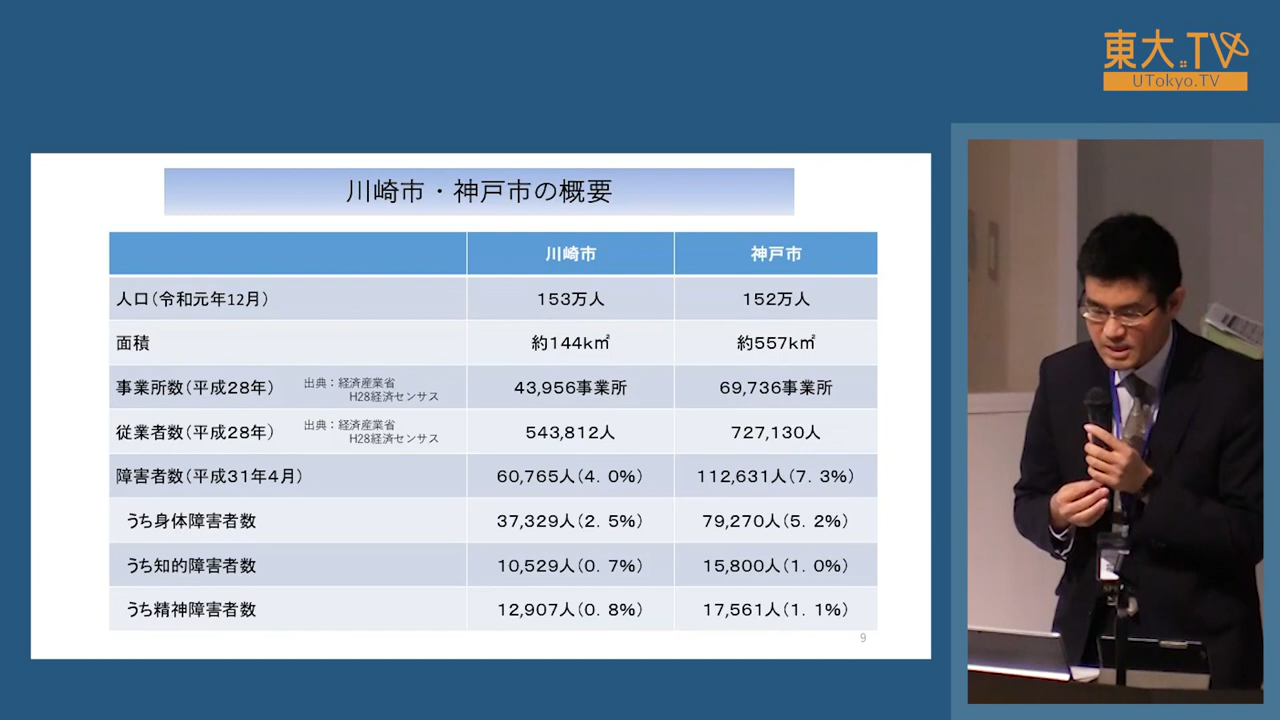 東大.TV
UTokyo.TV
川崎市・神戸市の概要
川崎市 神戸市
人口(令和元年12月) 153万人 152万人
面積 約144k㎡ 約557k㎡
事業所数(平成28年) 出典：経済産業省 H28経済センサス 43,956事業所 69,736事業所
従業者数(平成28年) 出典：経済産業省 H28経済センサス 543,812人 727,130人
障害者数(平成31年4月) 60,765人(4．0%) 112,631人(7．3%)
うち身体障害者数 37,329人(2．5%) 79,270人(5．2%)
うち知的障害者数 10,529人(0．7%) 15,800人(1．0%)
うち精神障害者数 12,907人(0．8%) 17,561人(1．1%)
9